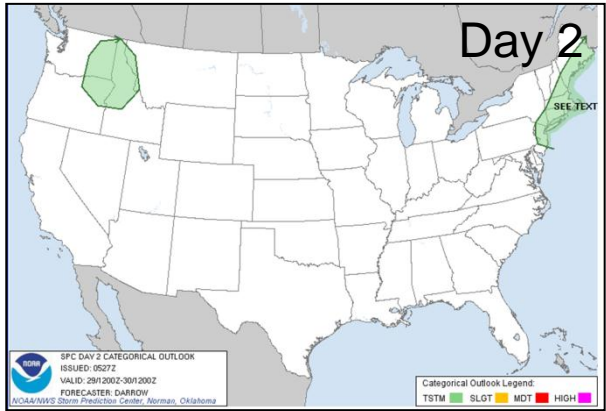 Day 2
SEE TEXT
NOAA
SPC DAY 2 CATEGORICAL OUTLOOK
ISSUED: 0527Z
VALID: 29/1200Z-30/1200Z
FORECASTER: DARROW
NOAA/NWS Storm Prediction Center, Norman, Oklahoma
Categorical Outlook Legend:
TSTM SLGT MDT HIGH